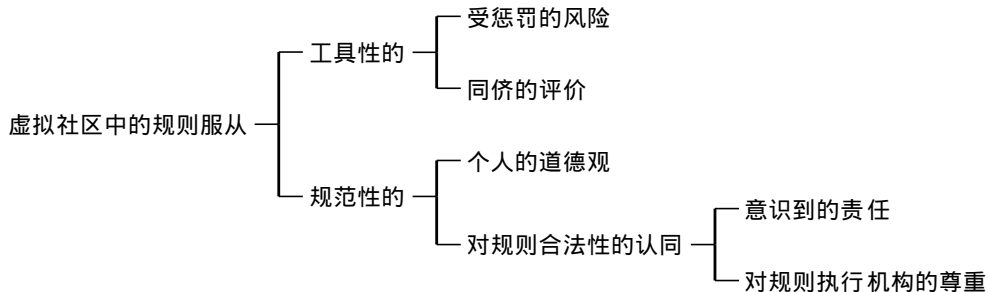 虚拟社区中的规则服从
工具性的
受惩罚的风险
同侪的评价
规范性的
个人的道德观
对规则合法性的认同
意识到的责任
对规则执行机构的尊重